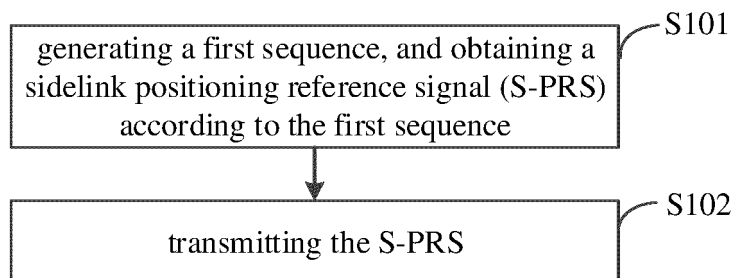 generating a first sequence, and obtaining a
sidelink positioning reference signal (S-PRS)
according to the first sequence
S101
transmitting the S-PRS
S102